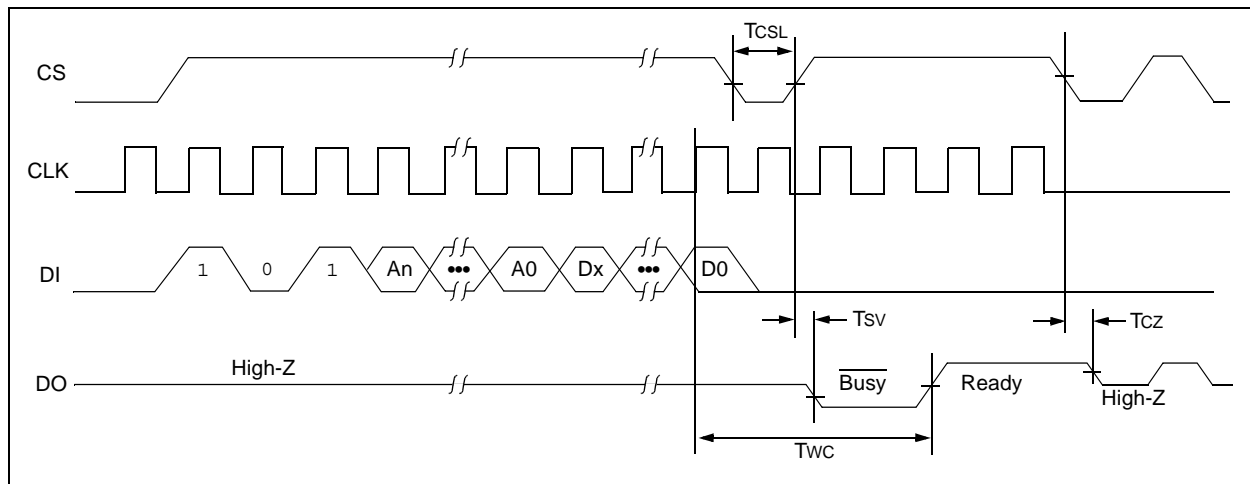 TCSL
CS
CLK
DI
1 0 1 An ••• A0 Dx ••• D0
TSV
TCZ
DO
High-Z
Busy
Ready
High-Z
TWC